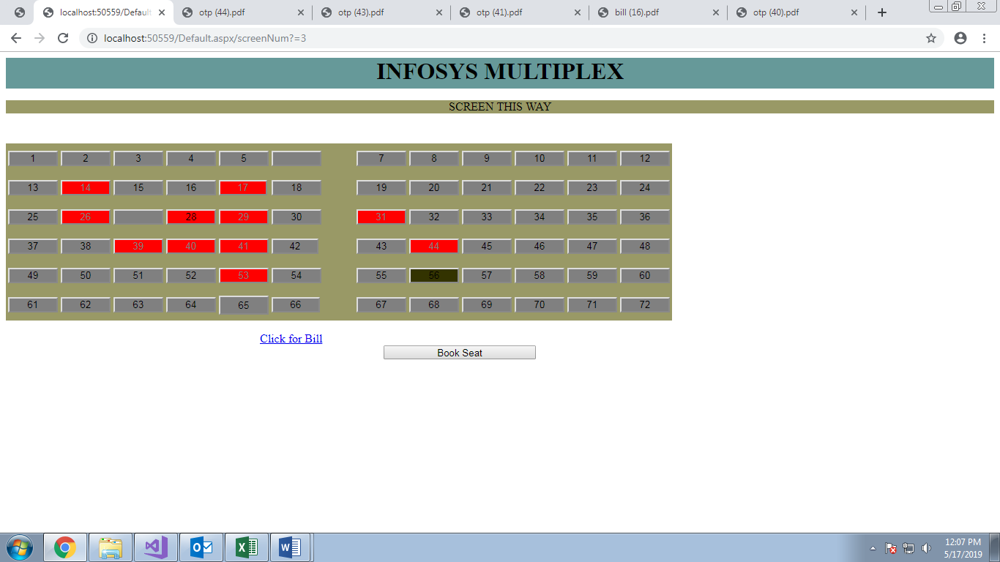 localhost:50559/Default otp (44).pdf otp (43).pdf otp (41).pdf bill (16).pdf otp (40).pdf
localhost:50559/Default.aspx/screenNum?=3
INFOSYS MULTIPLEX
SCREEN THIS WAY
1 2 3 4 5 7 8 9 10 11 12
13 14 15 16 17 18 19 20 21 22 23 24
25 26 28 29 30 31 32 33 34 35 36
37 38 39 40 41 42 43 44 45 46 47 48
49 50 51 52 53 54 55 56 57 58 59 60
61 62 63 64 65 66 67 68 69 70 71 72
Click for Bill
Book Seat
12:07 PM
5/17/2019